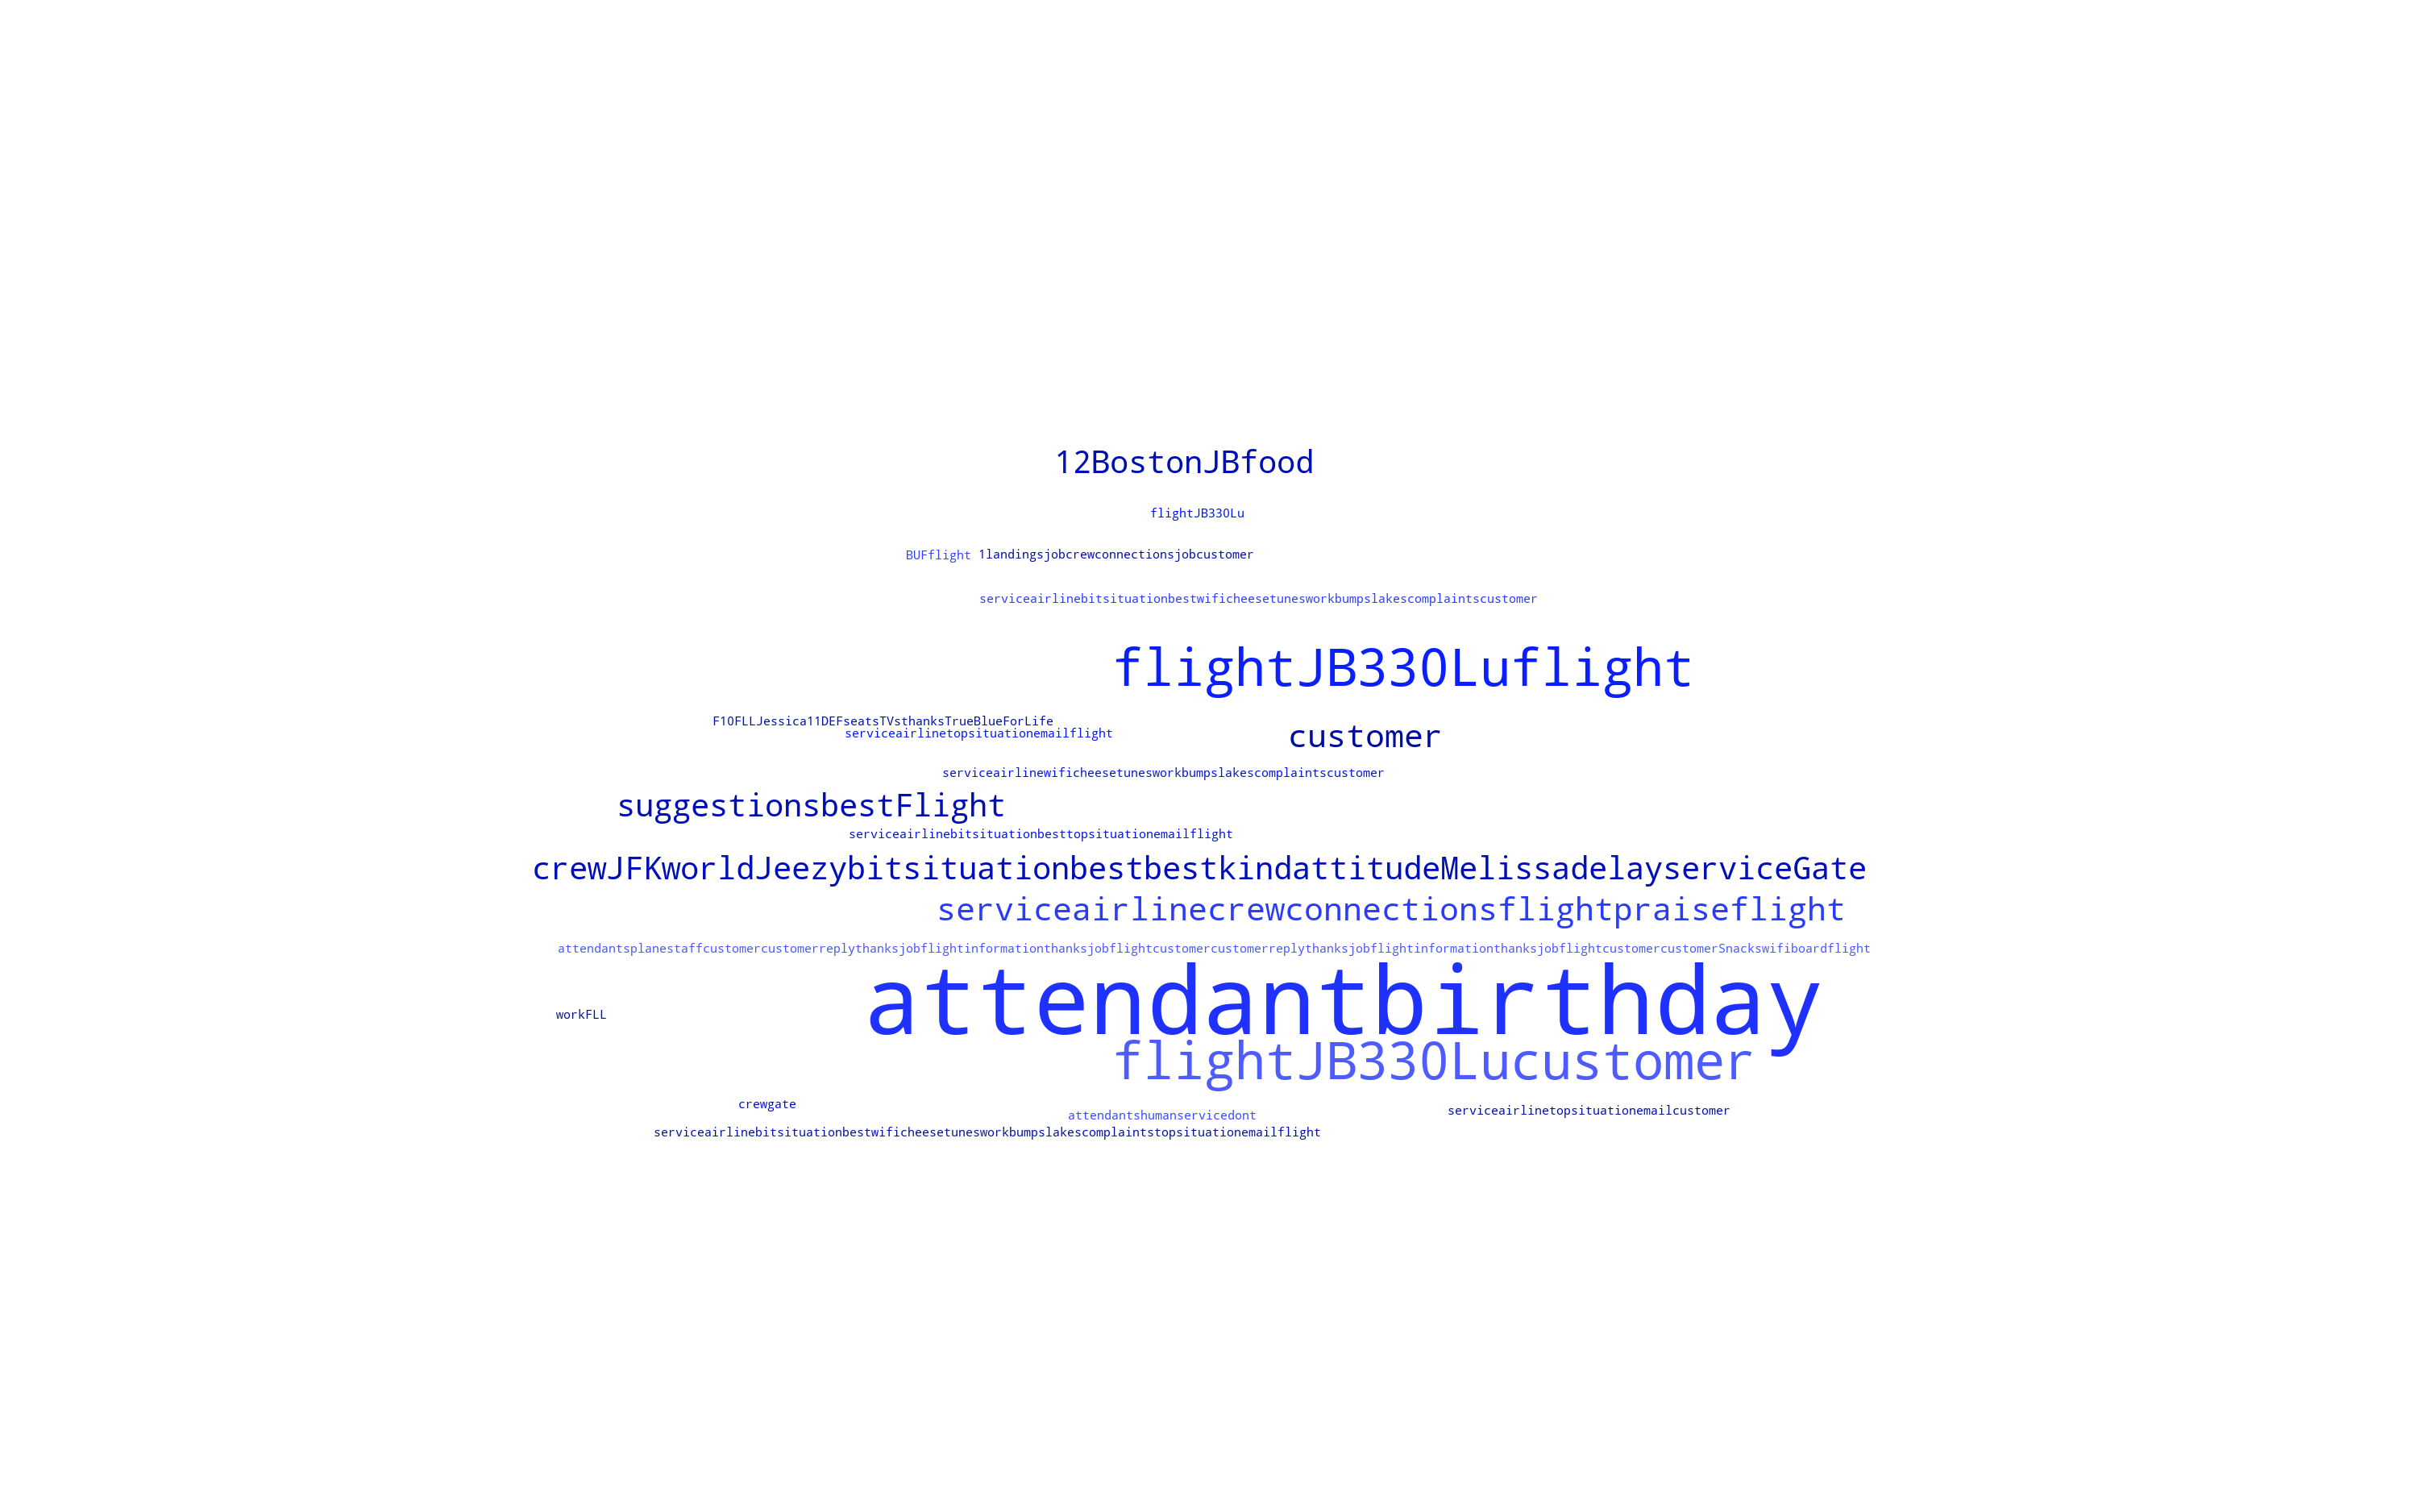 12BostonJBfood
flightJB330Lu
BUFflight 1landingsjobcrewconnectionsjobcustomer
serviceairlinebitsituationbestwificheesetunesworkbumpslakescomplaintscustomer
flightJB330Luflight
F10FLLJessica11DEFseatsTVsthanksTrueBlueForLife
serviceairlinetopsituationemailflight
customer
serviceairlinewificheesetunesworkbumpslakescomplaintscustomer
suggestionsbestFlight
serviceairlinebitsituationbesttopsituationemailflight
crewJFKworldJeezybitsituationbestbestkindattitudeMelissadelayserviceGate
serviceairlinecrewconnectionsflightpraiseflight
attendantsplanestaffcustomercustomerreplythanksjobflightinformationthanksjobflightcustomercustomerreplythanksjobflightinformationthanksjobflightcustomercustomerSnackswifiboardflight
attendantbirthday
workFLL
flightJB330Lucustomer
crewgate
attendantshumanservicedont
serviceairlinetopsituationemailcustomer
serviceairlinebitsituationbestwificheesetunesworkbumpslakescomplaintstopsituationemailflight